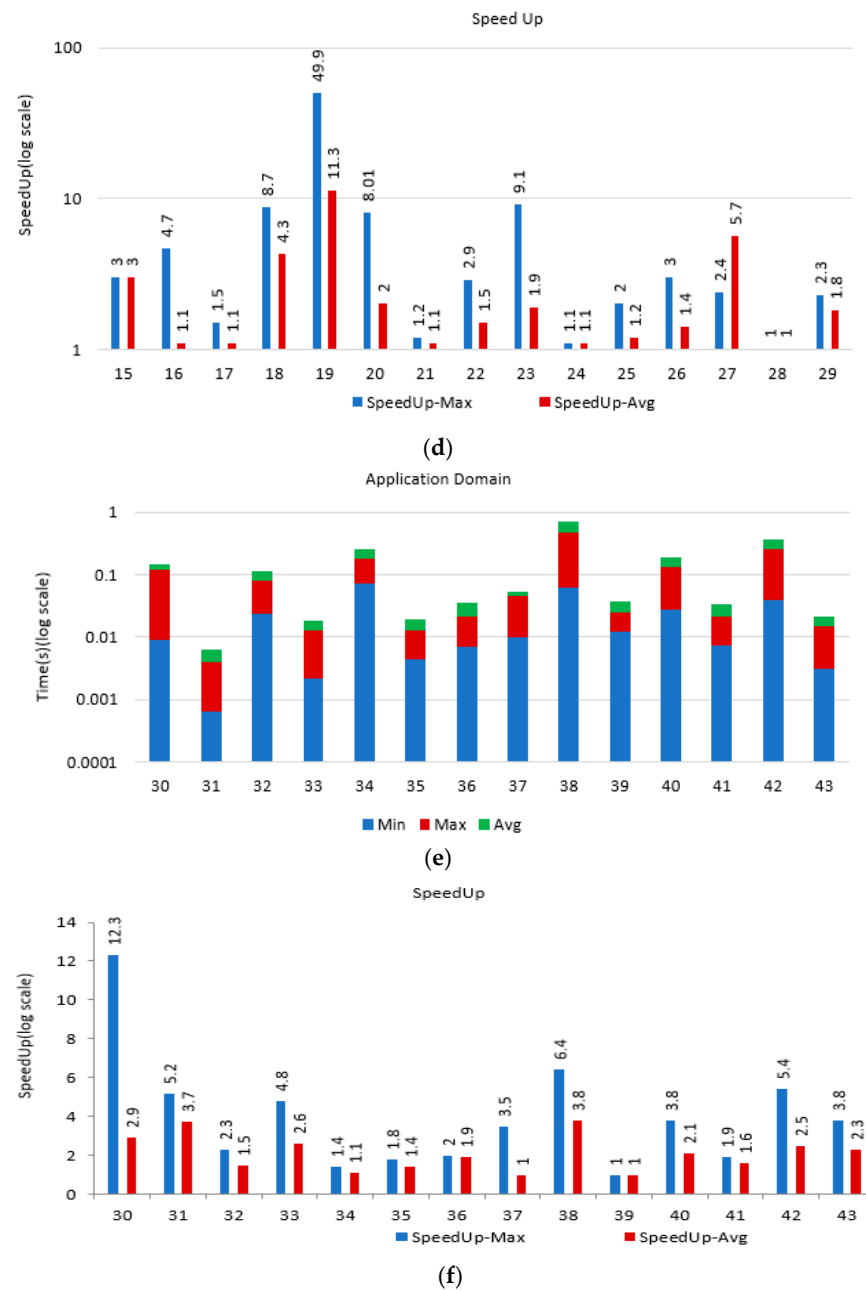 Speed Up
SpeedUp(log scale)
100
10
1
3 3 4.7 1.1 1.5 1.1 8.7 4.3 49.9 11.3 8.01 2 1.2 1.1 2.9 1.5 9.1 1.9 1.1 1.1 2 1.2 3 1.4 2.4 5.7 1 1 2.3 1.8
15 16 17 18 19 20 21 22 23 24 25 26 27 28 29
SpeedUp-Max SpeedUp-Avg
(d)
Application Domain
Time(s)(log scale)
1
0.1
0.01
0.001
0.0001
30 31 32 33 34 35 36 37 38 39 40 41 42 43
Min Max Avg
(e)
SpeedUp
SpeedUp(log scale)
14
12
10
8
6
4
2
0
12.3 2.9 5.2 3.7 2.3 1.5 4.8 2.6 1.4 1.1 1.8 1.4 2 1.9 3.5 1 6.4 3.8 1 1 3.8 2.1 1.9 1.6 5.4 2.5 3.8 2.3
30 31 32 33 34 35 36 37 38 39 40 41 42 43
SpeedUp-Max SpeedUp-Avg
(f)